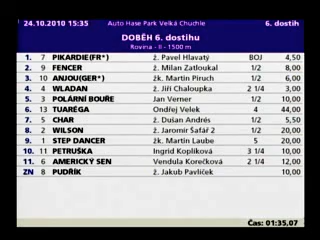 24.10.2010 15:35 Auto Hase Park Velká Chuchle 6. dostih
DOBĚH 6. dostihu
Rovina - II - 1500 m
1. 7 PIKARDIE(FR*) ž. Pavel Hlavatý BOJ 4,50
2. 9 FENCER ž. Milan Zatloukal 1/2 8,00
3. 10 ANJOU(GER*) žk. Martin Piruch 1/2 6,00
4. 4 WLADAN ž. Jiří Chaloupka 2 1/4 3,00
5. 3 POLÁRNÍ BOUŘE Jan Verner 1/2 10,00
6. 13 TUARÉGA Ondřej Velek 4 44,00
7. 5 CHAR ž. Dušan Andrés 1/2 5,50
8. 2 WILSON ž. Jaromír Šafář 2 1/2 20,00
9. 1 STEP DANCER žk. Martin Laube 5 20,00
10. 11 PETRUŠKA Ingrid Koplíková 3 1/4 10,00
11. 6 AMERICKÝ SEN Vendula Korečková 2 1/4 12,00
ZN 8 PUDŘÍK ž. Jakub Pavlíček 10,00
Čas: 01:35,07